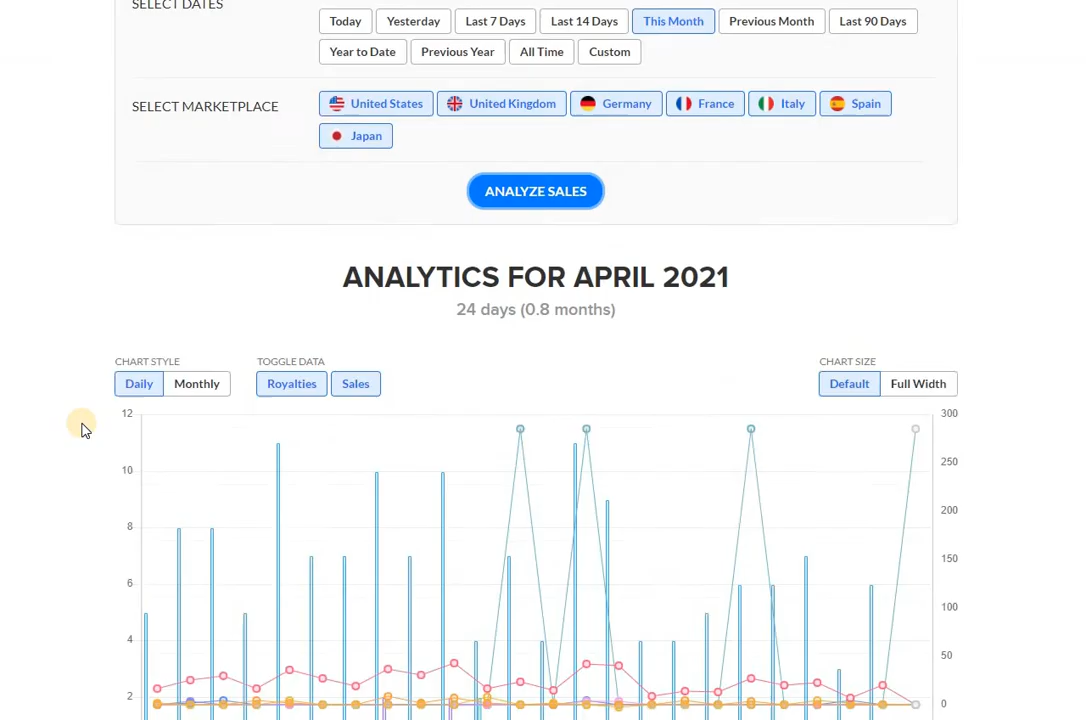 SELECT DATES
Today Yesterday Last 7 Days Last 14 Days This Month Previous Month Last 90 Days
Year to Date Previous Year All Time Custom
SELECT MARKETPLACE
United States United Kingdom Germany France Italy Spain
Japan
ANALYZE SALES
ANALYTICS FOR APRIL 2021
24 days (0.8 months)
CHART STYLE TOGGLE DATA CHART SIZE
Daily Monthly Royalties Sales Default Full Width
12 300
10 250
8 200
6 150
4 100
2 50
0